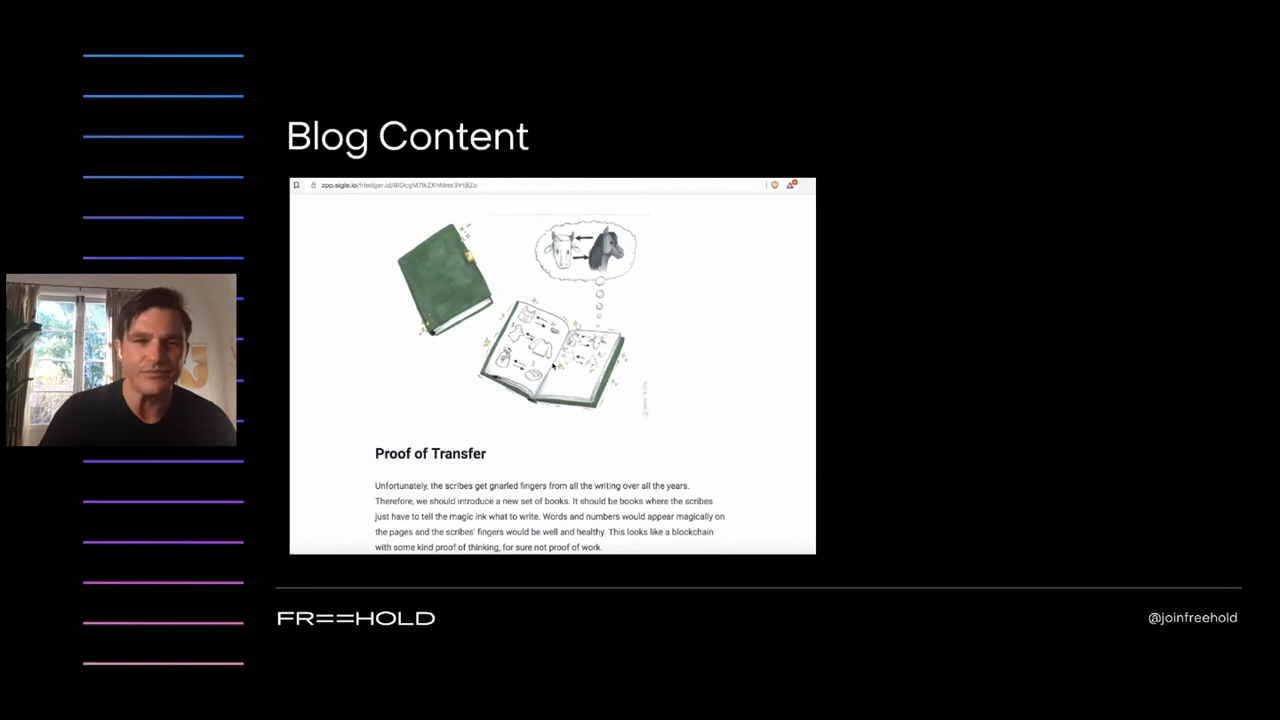 Blog Content
Proof of Transfer
Unfortunately, the scribes get gnarled fingers from all the writing over all the years.
Therefore, we should introduce a new set of books. It should be books where the scribes
just have to tell the magic ink what to write. Words and numbers would appear magically on
the pages and the scribes' fingers would be well and healthy. This looks like a blockchain
with some kind proof of thinking, for sure not proof of work.
FR==HOLD
@joinfreehold